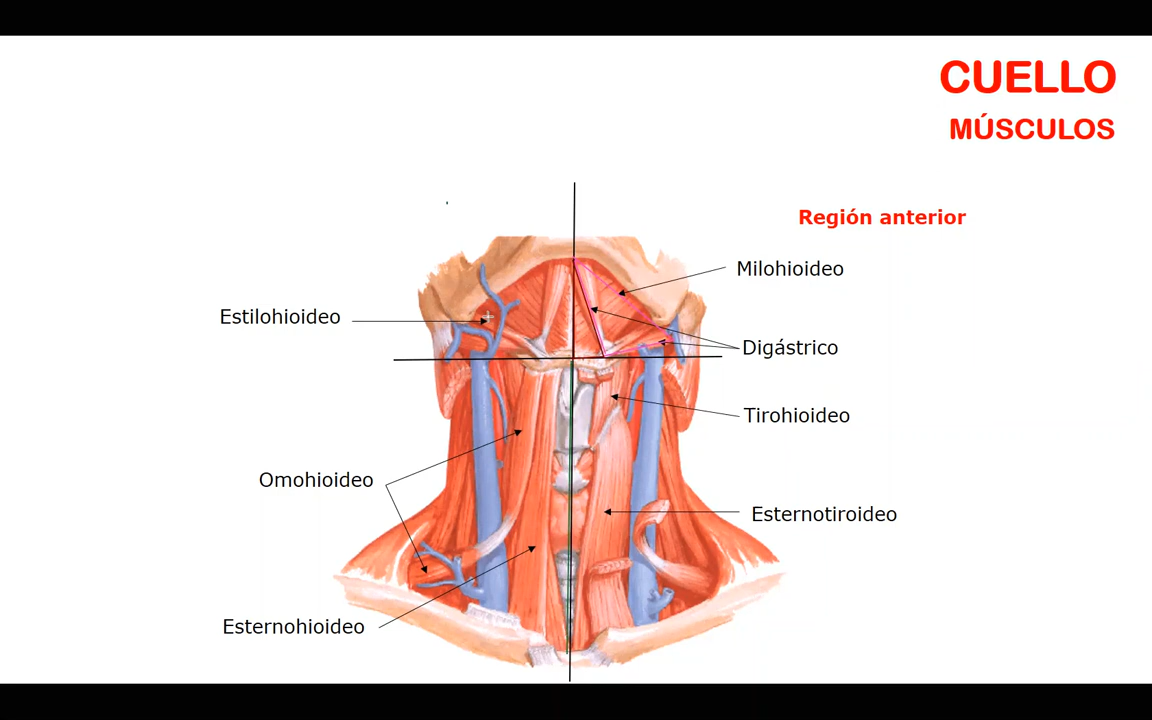 CUELLO
MÚSCULOS
Región anterior
Milohioideo
Estilohioideo
Digástrico
Tirohioideo
Omohioideo
Esternotiroideo
Esternohioideo